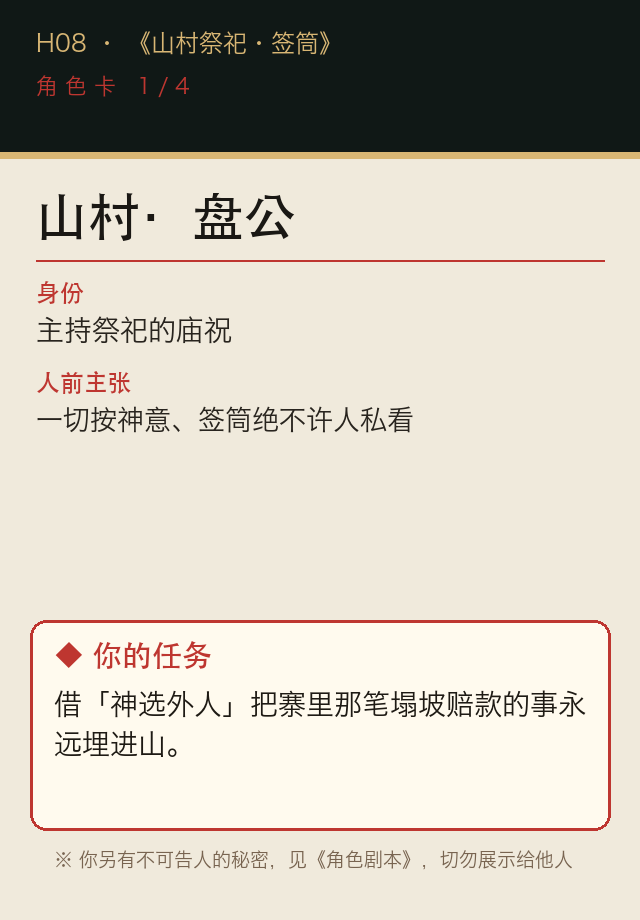 H08 · 《山村祭祀·签筒》
角色卡 1/4
山村· 盘公
身份
主持祭祀的庙祝
人前主张
一切按神意、签筒绝不许人私看
◆ 你的任务
借「神选外人」把寨里那笔塌坡赔款的事永
远埋进山。
※ 你另有不可告人的秘密，见《角色剧本》，切勿展示给他人